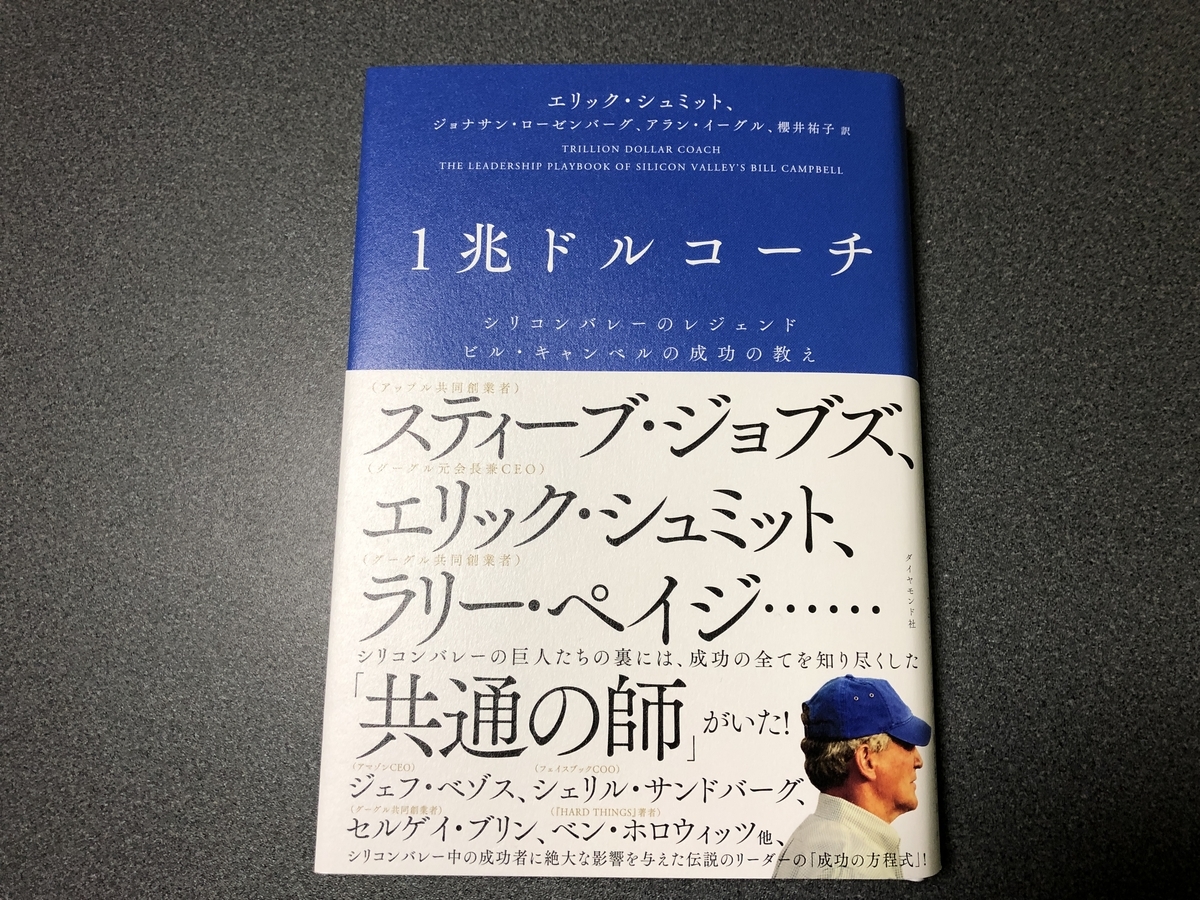 エリック・シュミット、
ジョナサン・ローゼンバーグ、アラン・イーグル、櫻井祐子 訳
TRILLION DOLLAR COACH
THE LEADERSHIP PLAYBOOK OF SILICON VALLEY'S BILL CAMPBELL
1兆ドルコーチ
シリコンバレーのレジェンド
ビル・キャンベルの成功の教え
（アップル共同創業者）
スティーブ・ジョブズ、
（グーグル元会長兼CEO）
エリック・シュミット、
（グーグル共同創業者）
ラリー・ペイジ……
ダイヤモンド社
シリコンバレーの巨人たちの裏には、成功の全てを知り尽くした
「共通の師」がいた!
（アマゾンCEO）（フェイスブックCOO）
ジェフ・ベゾス、シェリル・サンドバーグ、
（グーグル共同創業者）（『HARD THINGS』著者）
セルゲイ・ブリン、ベン・ホロウィッツ他、
シリコンバレー中の成功者に絶大な影響を与えた伝説のリーダーの「成功の方程式」!